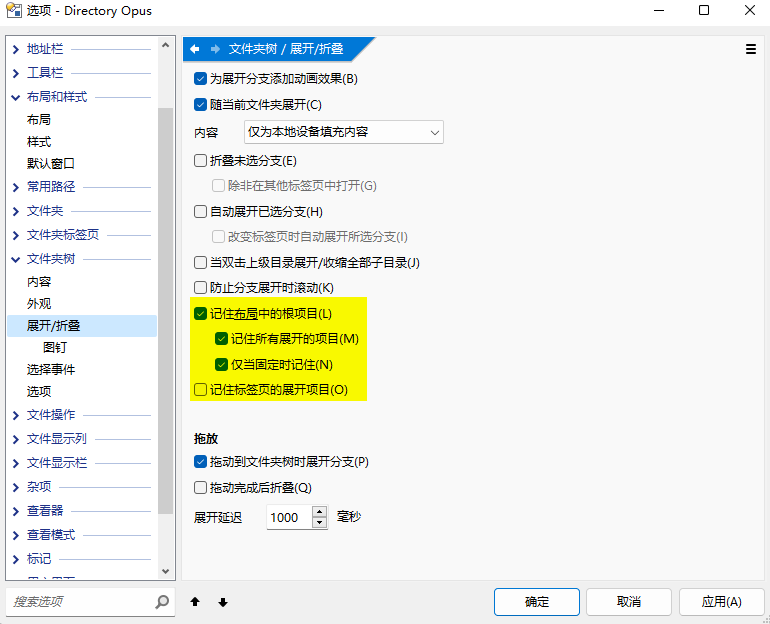 选项 - Directory Opus
地址栏
工具栏
布局和样式
布局
样式
默认窗口
常用路径
文件夹
文件夹标签页
文件夹树
内容
外观
展开/折叠
图钉
选择事件
选项
文件操作
文件显示列
文件显示栏
杂项
查看器
查看模式
标记
搜索选项
文件夹树 / 展开/折叠
为展开分支添加动画效果(B)
随当前文件夹展开(C)
内容 仅为本地设备填充内容
折叠未选分支(E)
除非在其他标签页中打开(G)
自动展开已选分支(H)
改变标签页时自动展开所选分支(I)
当双击上级目录展开/收缩全部子目录(J)
防止分支展开时滚动(K)
记住布局中的根项目(L)
记住所有展开的项目(M)
仅当固定时记住(N)
记住标签页的展开项目(O)
拖放
拖动到文件夹树时展开分支(P)
拖动完成后折叠(Q)
展开延迟 1000 毫秒
确定 取消 应用(A)